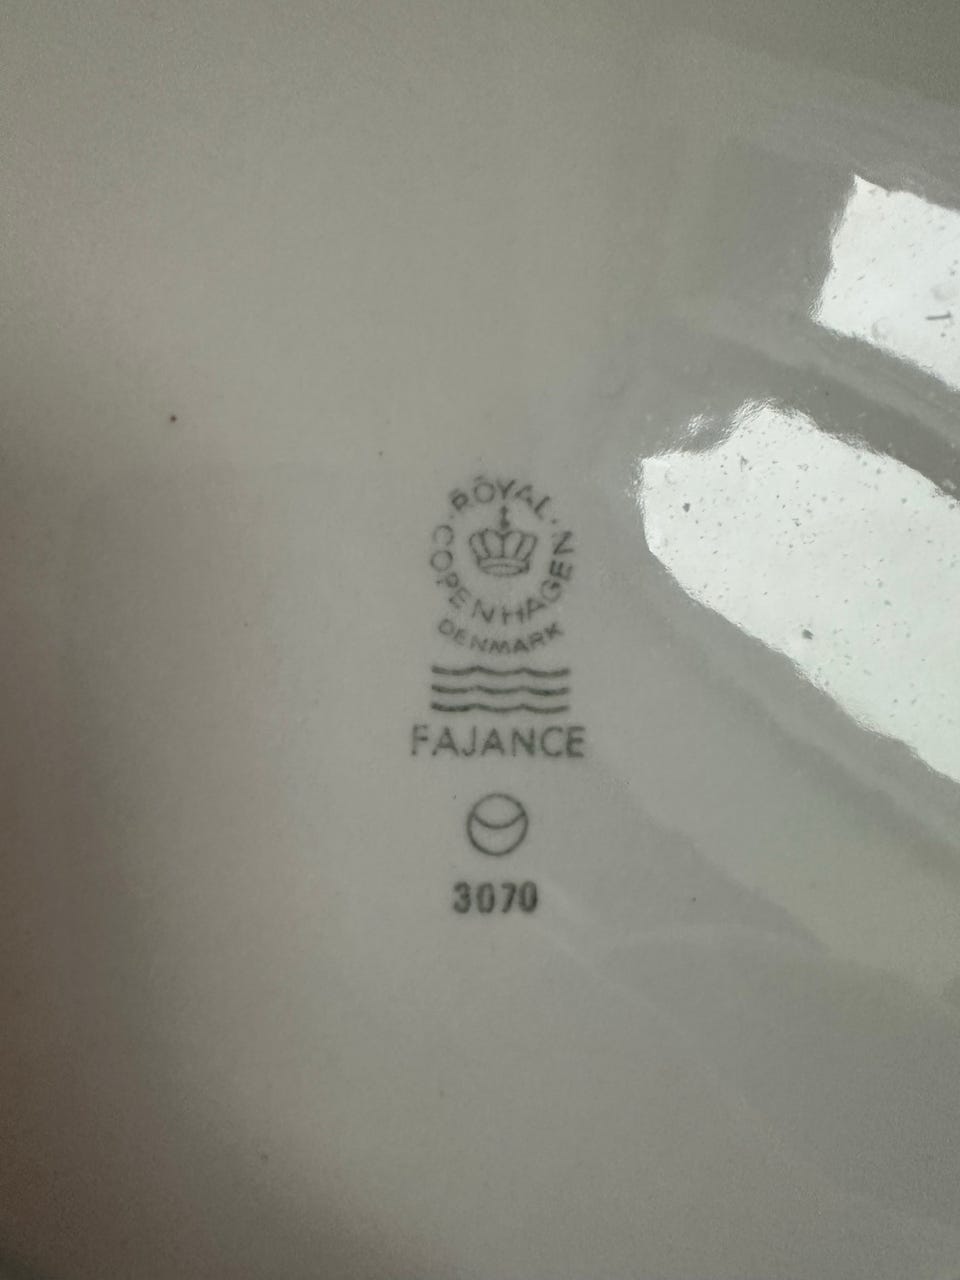 ROYAL
COPENHAGEN
DENMARK
FAJANCE
3070